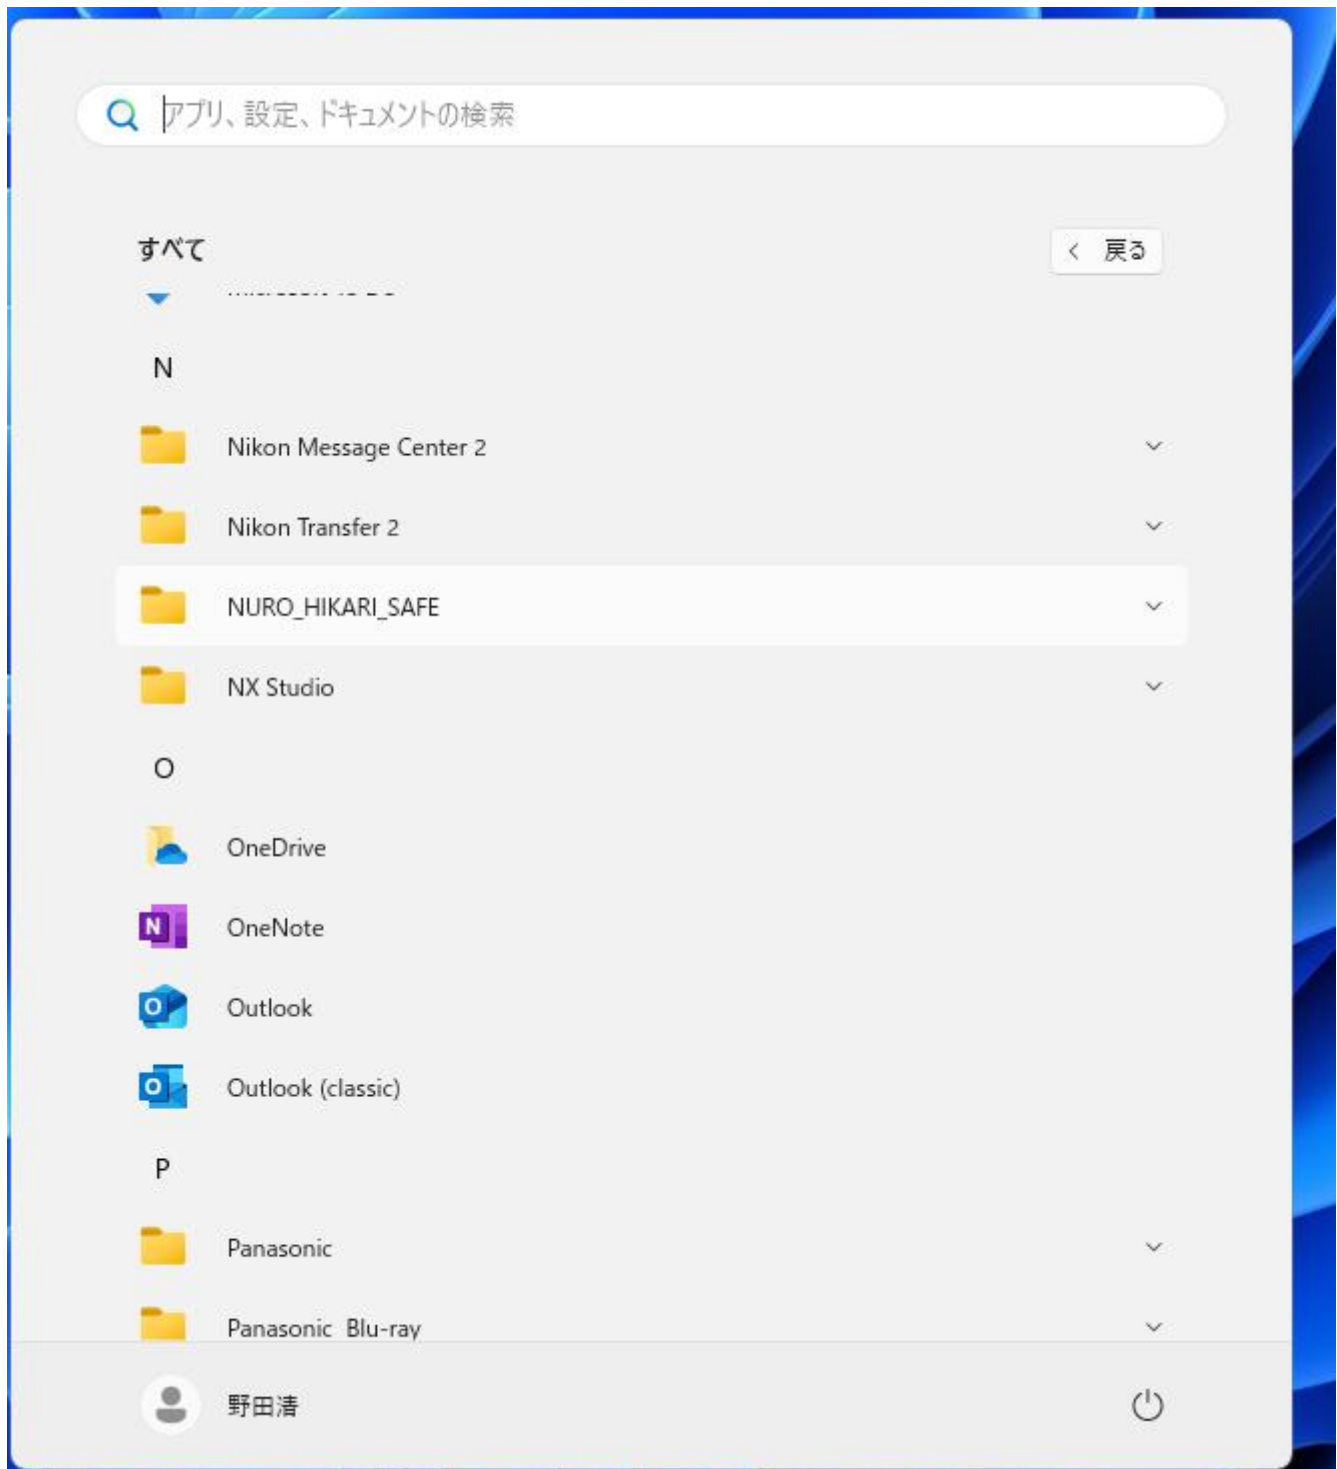 アプリ、設定、ドキュメントの検索
すべて
戻る
N
Nikon Message Center 2
Nikon Transfer 2
NURO_HIKARI_SAFE
NX Studio
O
OneDrive
OneNote
Outlook
Outlook (classic)
P
Panasonic
Panasonic Blu-ray
野田清